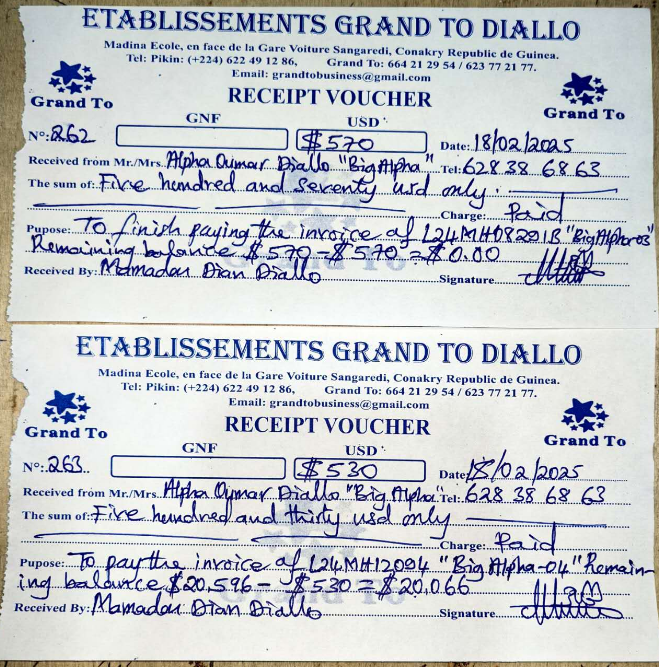 ETABLISSEMENTS GRAND TO DIALLO
Madina Ecole, en face de la Gare Voiture Sangaredi, Conakry Republic de Guinea.
Tel: Pikin: (+224) 622 49 12 86, Grand To: 664 21 29 54 / 623 77 21 77.
Email: grandtobusiness@gmail.com
Grand To RECEIPT VOUCHER Grand To
GNF USD
N°: 262 $570 Date: 18/02/2025
Received from Mr./Mrs. Alpha Oumar Diallo "Big Alpha" Tel: 628 38 68 63
The sum of: Five hundred and Seventy usd only.
Charge: Paid
Pupose: To finish paying the invoice of L24MH08291B "Big Alpha-03"
Remaining balance $570 - $570 = $0.00
Received By: Mamadou Dian Diallo Signature
Grand To
ETABLISSEMENTS GRAND TO DIALLO
Madina Ecole, en face de la Gare Voiture Sangaredi, Conakry Republic de Guinea.
Tel: Pikin: (+224) 622 49 12 86, Grand To: 664 21 29 54 / 623 77 21 77.
Email: grandtobusiness@gmail.com
Grand To RECEIPT VOUCHER Grand To
GNF USD
N°: 263 $530 Date: 18/02/2025
Received from Mr./Mrs. Alpha Oumar Diallo "Big Alpha" Tel: 628 38 68 63
The sum of: Five hundred and thirty usd only
Charge: Paid
Pupose: To pay the invoice of L24MH12094 "Big Alpha-04" Remain-
ing balance $20,596 - $530 = $20,066
Received By: Mamadou Dian Diallo Signature
Grand To